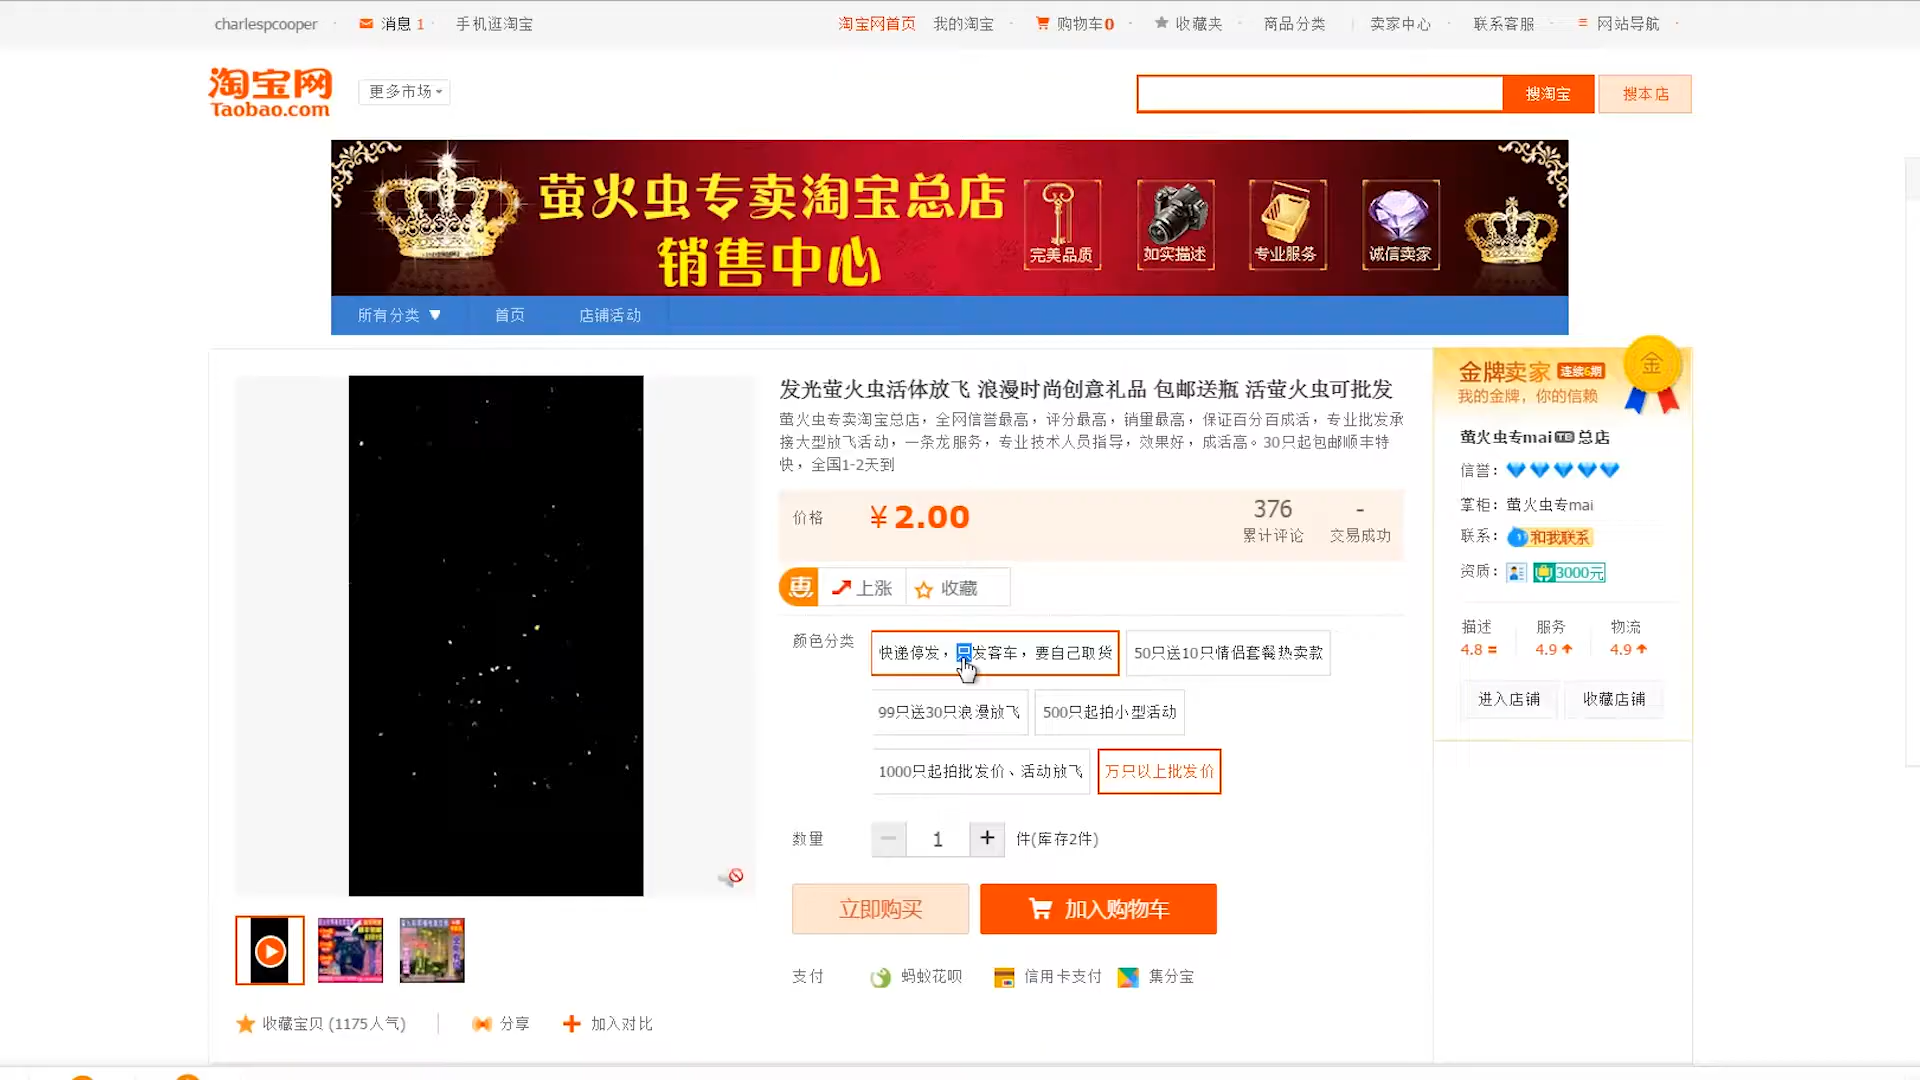 charlespcooper
消息 1
手机逛淘宝
淘宝网首页
我的淘宝
购物车0
收藏夹
商品分类
卖家中心
联系客服
网站导航
淘宝网
Taobao.com
更多市场
搜淘宝
搜本店
萤火虫专卖淘宝总店
销售中心
完美品质
如实描述
专业服务
诚信卖家
所有分类
首页
店铺活动
发光萤火虫活体放飞 浪漫时尚创意礼品 包邮送瓶 活萤火虫可批发
萤火虫专卖淘宝总店，全网信誉最高，评分最高，销量最高，保证百分百成活，专业批发承
接大型放飞活动，一条龙服务，专业技术人员指导，效果好，成活高。30只起包邮顺丰特
快，全国1-2天到
价格
¥ 2.00
376
累计评论
-
交易成功
惠
上涨
收藏
颜色分类
快递停发，只发客车，要自己取货
50只送10只情侣套餐热卖款
99只送30只浪漫放飞
500只起拍小型活动
1000只起拍批发价、活动放飞
万只以上批发价
数量
1
件(库存2件)
立即购买
加入购物车
支付
蚂蚁花呗
信用卡支付
集分宝
收藏宝贝 (1175人气)
分享
加入对比
金牌卖家 连续6期
金
我的金牌，你的信赖
萤火虫专mai TB 总店
信誉：
掌柜：萤火虫专mai
联系：和我联系
资质：3000元
描述
服务
物流
4.8
4.9
4.9
进入店铺
收藏店铺